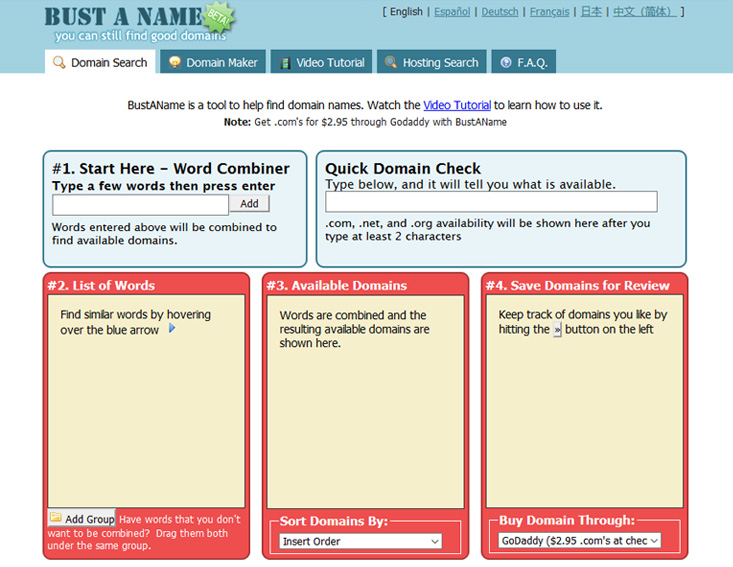 BUST A NAME BETA
you can still find good domains
[ English | Español | Deutsch | Français | 日本 | 中文（简体） ]
Domain Search Domain Maker Video Tutorial Hosting Search F.A.Q.
BustAName is a tool to help find domain names. Watch the Video Tutorial to learn how to use it.
Note: Get .com's for $2.95 through Godaddy with BustAName
#1. Start Here - Word Combiner
Type a few words then press enter
Add
Words entered above will be combined to
find available domains.
Quick Domain Check
Type below, and it will tell you what is available.
.com, .net, and .org availability will be shown here after you
type at least 2 characters
#2. List of Words
Find similar words by hovering
over the blue arrow
Add Group Have words that you don't
want to be combined? Drag them both
under the same group.
#3. Available Domains
Words are combined and the
resulting available domains are
shown here.
Sort Domains By:
Insert Order
#4. Save Domains for Review
Keep track of domains you like by
hitting the » button on the left
Buy Domain Through:
GoDaddy ($2.95 .com's at chec